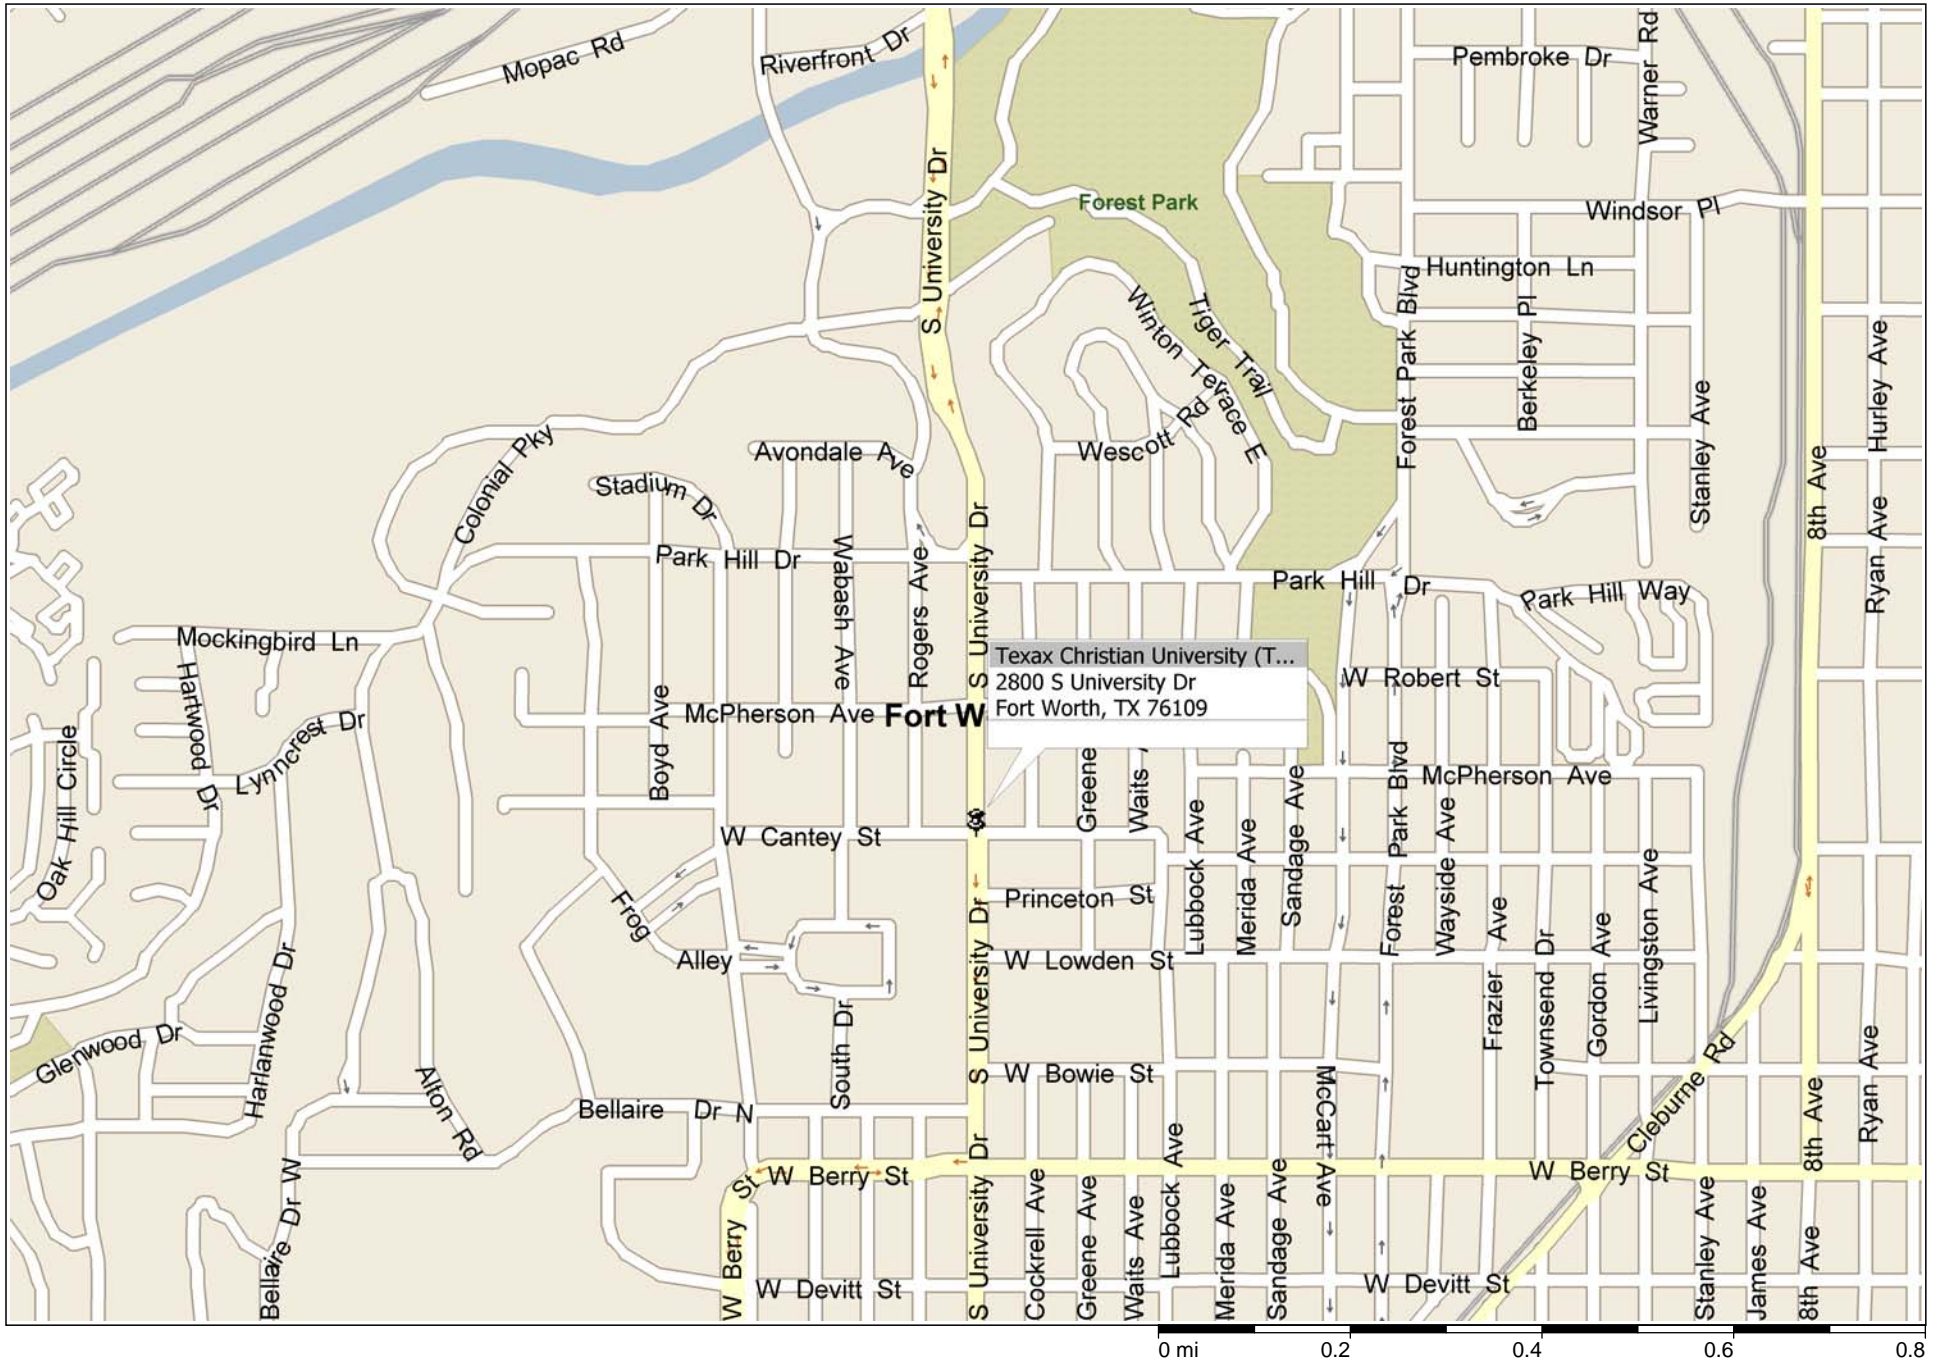 Mopac Rd
Riverfront Dr
Pembroke Dr
Warner Rd
S University Dr
Forest Park
Windsor Pl
Huntington Ln
Forest Park Blvd
Berkeley Pl
Winton Terrace E
Tiger Trail
Wescott Rd
Stanley Ave
Hurley Ave
8th Ave
Ryan Ave
Colonial Pky
Avondale Ave
Stadium Dr
Park Hill Dr
Wabash Ave
Rogers Ave
S University Dr
Park Hill Dr
Park Hill Way
Mockingbird Ln
Hartwood Dr
Lynncrest Dr
Oak Hill Circle
Boyd Ave
McPherson Ave
Fort W
Texax Christian University (T...
2800 S University Dr
Fort Worth, TX 76109
W Robert St
McPherson Ave
Greene
Waits
Lubbock Ave
Merida Ave
Sandage Ave
Forest Park Blvd
Wayside Ave
Frazier Ave
Townsend Dr
Gordon Ave
Livingston Ave
W Cantey St
Princeton St
Frog Alley
W Lowden St
S University Dr
South Dr
Harlanwood Dr
Glenwood Dr
Alton Rd
W Bowie St
McCart Ave
Cleburne Rd
8th Ave
Ryan Ave
Bellaire Dr N
Bellaire Dr W
W Berry St
W Berry St
W Berry St
S University Dr
Cockrell Ave
Greene Ave
Waits Ave
Lubbock Ave
Merida Ave
Sandage Ave
W Devitt St
W Devitt St
Stanley Ave
James Ave
8th Ave
0 mi 0.2 0.4 0.6 0.8